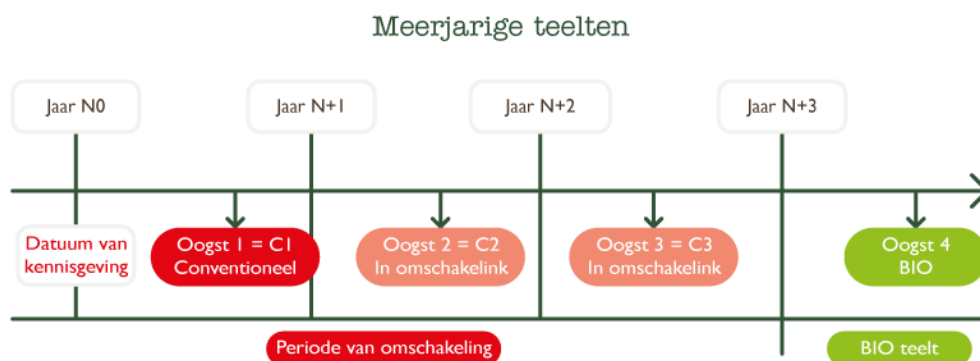 Meerjarige teelten
Jaar N0
Jaar N+1
Jaar N+2
Jaar N+3
Datuum van
kennisgeving
Oogst 1 = C1
Conventioneel
Oogst 2 = C2
In omschakelink
Oogst 3 = C3
In omschakelink
Oogst 4
BIO
Periode van omschakeling
BIO teelt